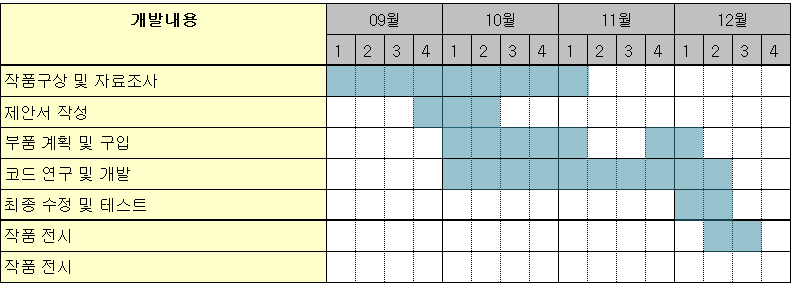 개발내용 09월 10월 11월 12월
1 2 3 4 1 2 3 4 1 2 3 4 1 2 3 4
작품구상 및 자료조사
제안서 작성
부품 계획 및 구입
코드 연구 및 개발
최종 수정 및 테스트
작품 전시
작품 전시